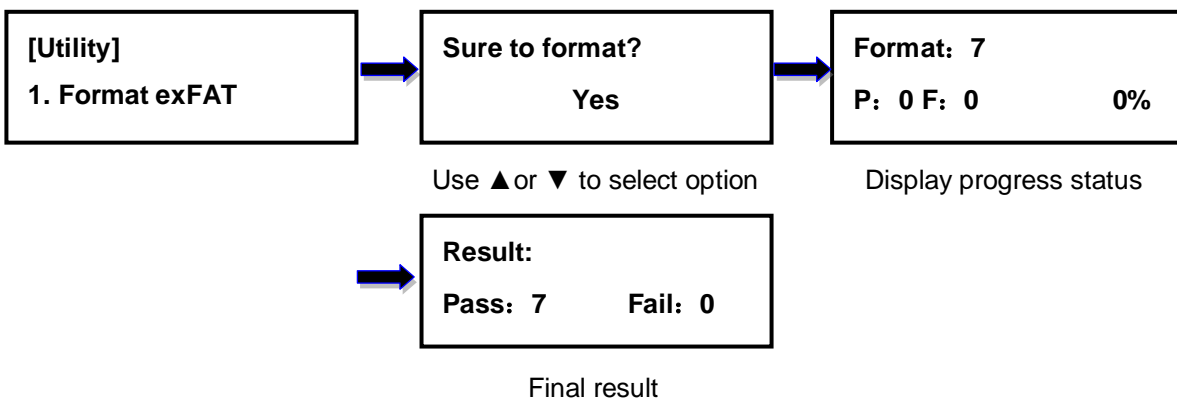 [Utility]
1. Format exFAT
Sure to format?
Yes
Use ▲or ▼ to select option
Format：7
P：0 F：0 0%
Display progress status
Result:
Pass：7 Fail：0
Final result